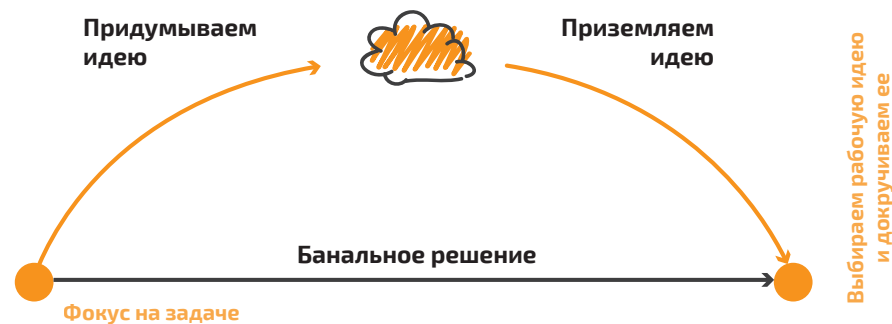 Придумываем
идею
Приземляем
идею
Банальное решение
Фокус на задаче
Выбираем рабочую идею
и докручиваем ее